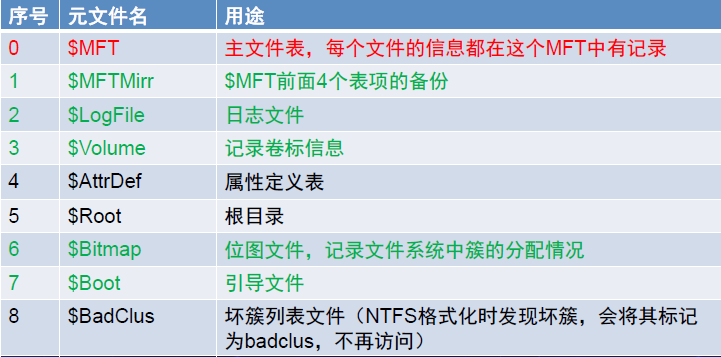 序号 元文件名 用途
0 $MFT 主文件表，每个文件的信息都在这个MFT中有记录
1 $MFTMirr $MFT前面4个表项的备份
2 $LogFile 日志文件
3 $Volume 记录卷标信息
4 $AttrDef 属性定义表
5 $Root 根目录
6 $Bitmap 位图文件，记录文件系统中簇的分配情况
7 $Boot 引导文件
8 $BadClus 坏簇列表文件（NTFS格式化时发现坏簇，会将其标记
为badclus，不再访问）